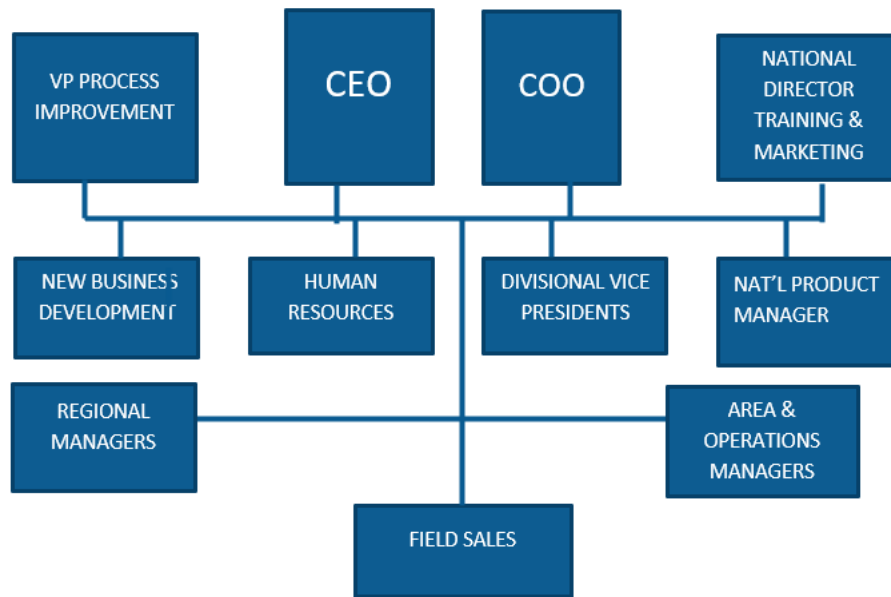 VP PROCESS
IMPROVEMENT
CEO
COO
NATIONAL
DIRECTOR
TRAINING &
MARKETING
NEW BUSINESS
DEVELOPMENT
HUMAN
RESOURCES
DIVISIONAL VICE
PRESIDENTS
NAT'L PRODUCT
MANAGER
REGIONAL
MANAGERS
AREA &
OPERATIONS
MANAGERS
FIELD SALES